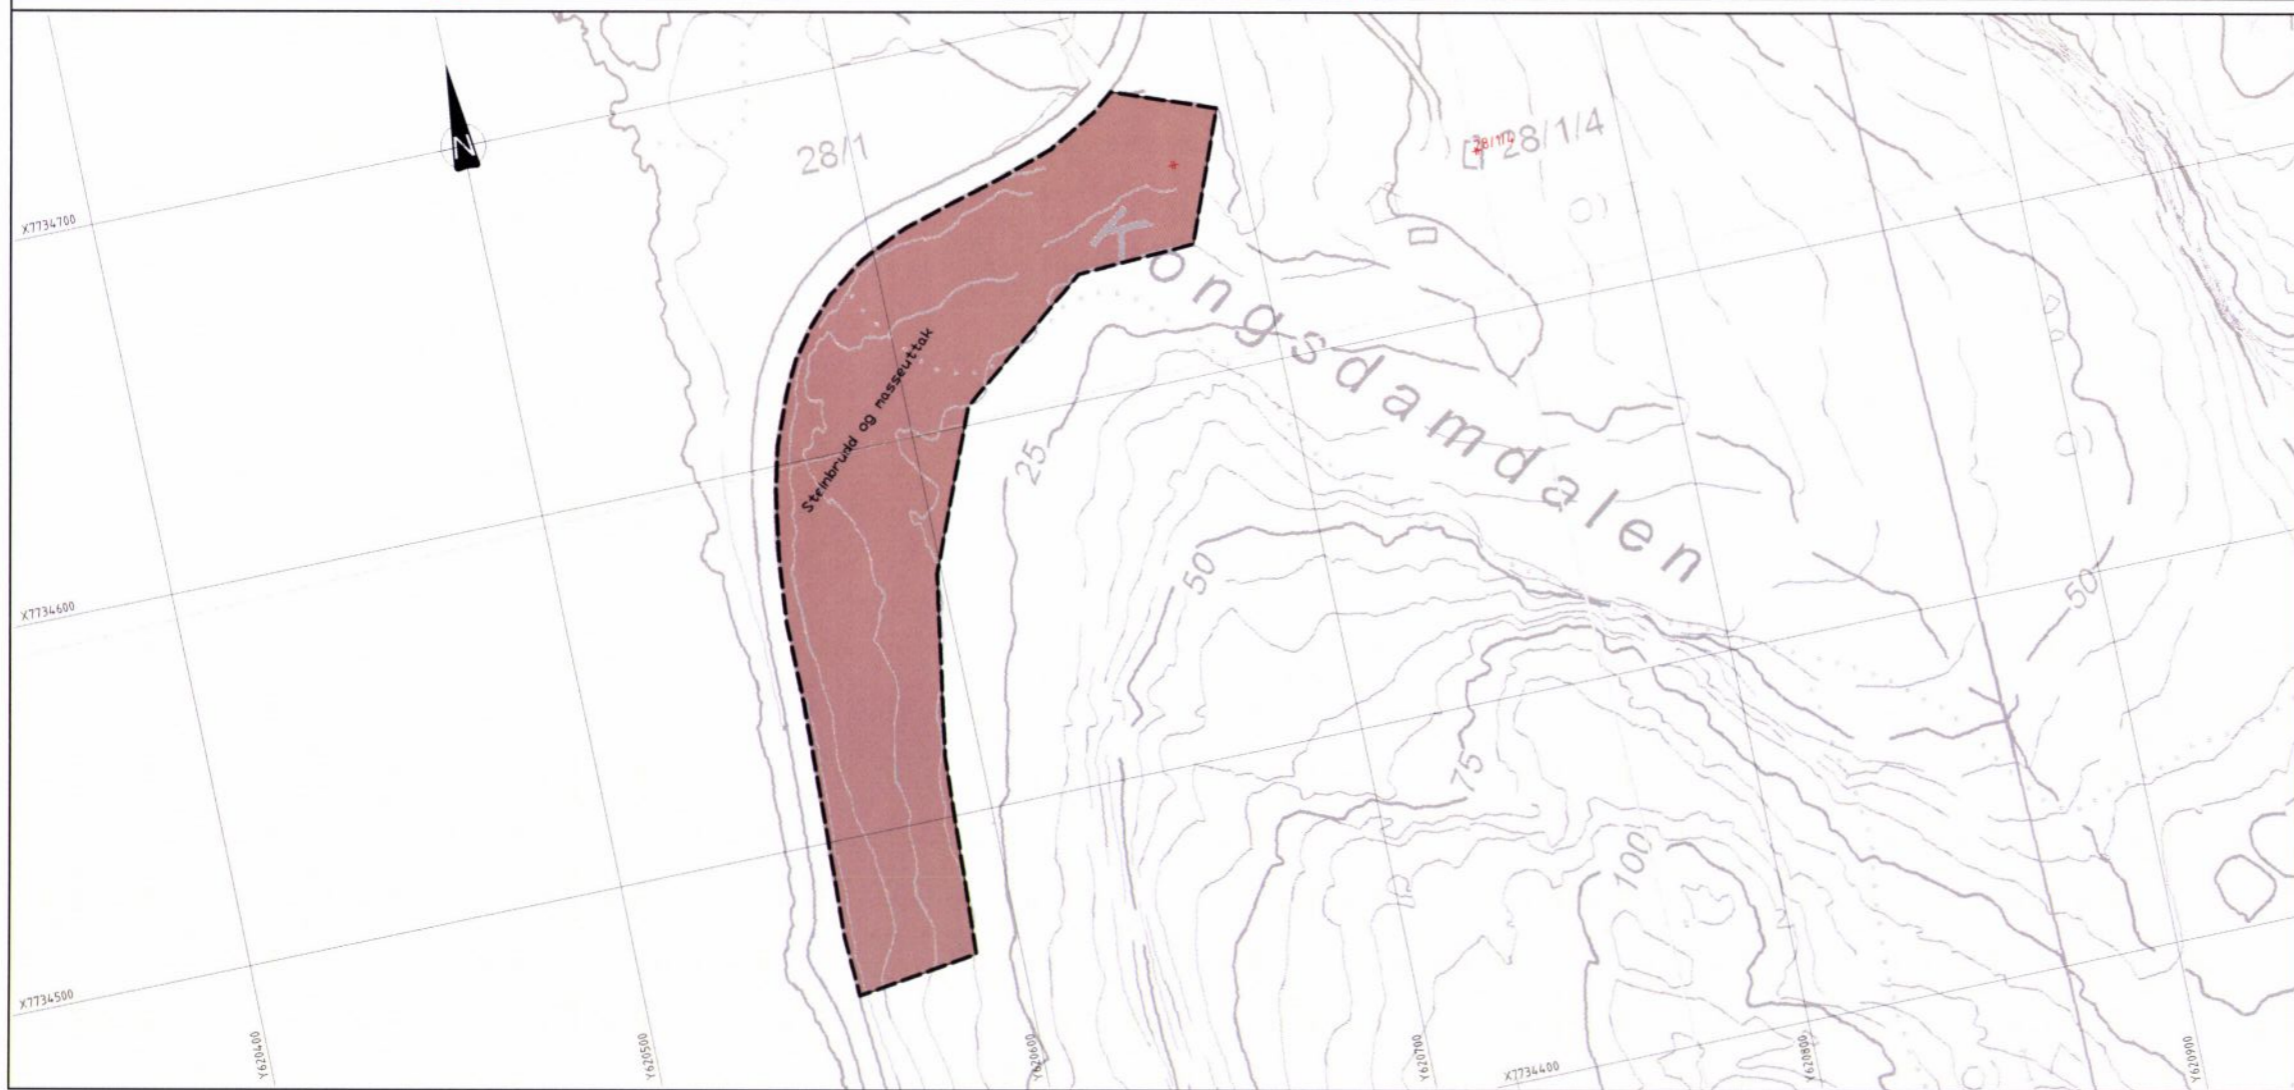 N
28/1
28/1/4
28/1/4
X7734700
Kongsdamdalen
Steinbrudd og masseuttak
25
50
X7734600
50
75
100
X7734500
Y620400
Y620500
Y620600
Y620700
X7734400
Y620800
Y620900